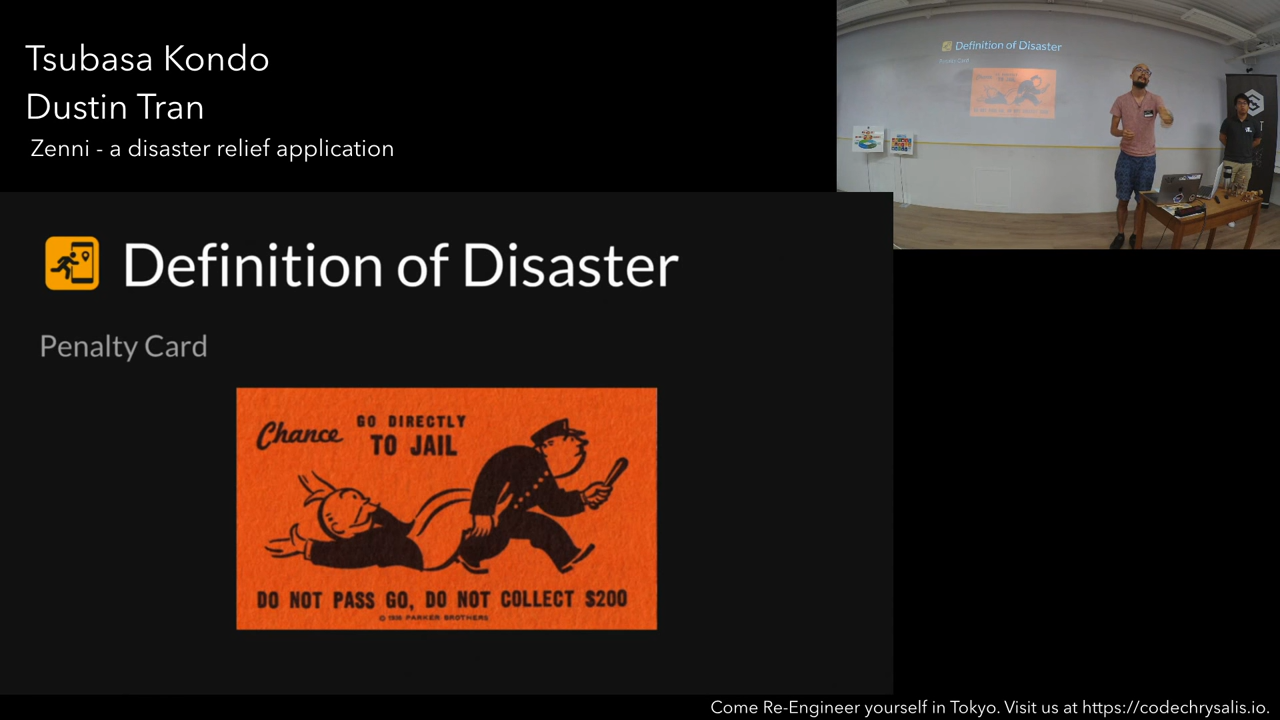 Tsubasa Kondo
Dustin Tran
Zenni - a disaster relief application
Definition of Disaster
Definition of Disaster
Penalty Card
Chance
GO DIRECTLY
TO JAIL
DO NOT PASS GO, DO NOT COLLECT $200
PARKER BROTHERS
Come Re-Engineer yourself in Tokyo. Visit us at https://codechrysalis.io.